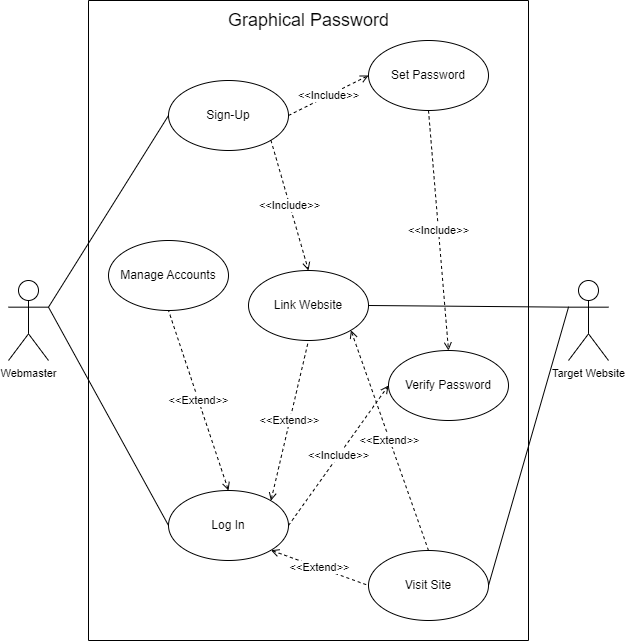 Graphical Password
Set Password
<<Include>>
Sign-Up
<<Include>>
<<Include>>
Manage Accounts
Link Website
Webmaster
Target Website
Verify Password
<<Extend>>
<<Extend>>
<<Extend>>
<<Include>>
Log In
<<Extend>>
Visit Site